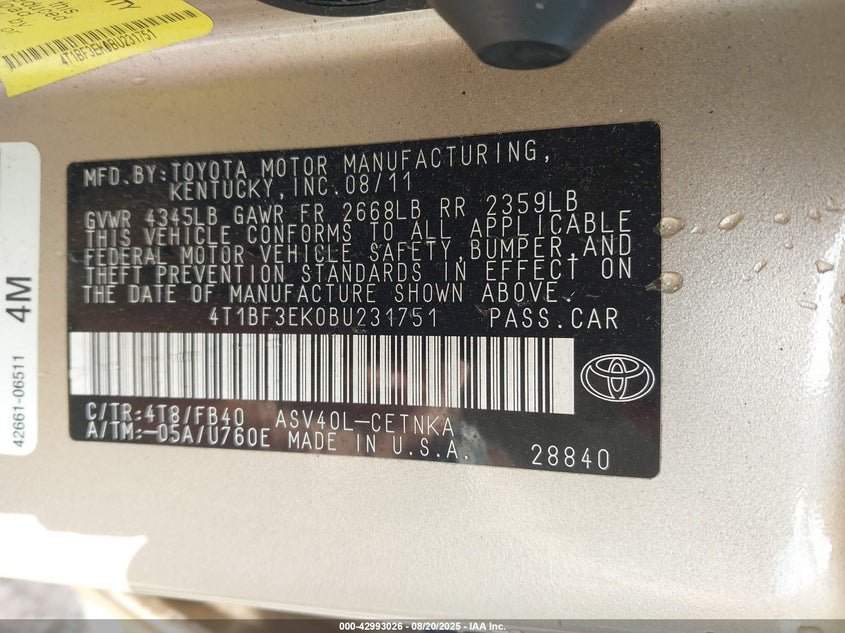 4T1BF3EK0BU231751
MFD.BY:TOYOTA MOTOR MANUFACTURING,
KENTUCKY,INC.08/11
GVWR 4345LB GAWR FR 2668LB RR 2359LB
THIS VEHICLE CONFORMS TO ALL APPLICABLE
FEDERAL MOTOR VEHICLE SAFETY,BUMPER,AND
THEFT PREVENTION STANDARDS IN EFFECT ON
THE DATE OF MANUFACTURE SHOWN ABOVE.
4T1BF3EK0BU231751 PASS.CAR
C/TR:4T8/FB40 ASV40L-CETNKA
A/TM:-05A/U760E MADE IN U.S.A.
28840
4M
42661-06511
000-42993026 - 08/20/2025 - IAA Inc.